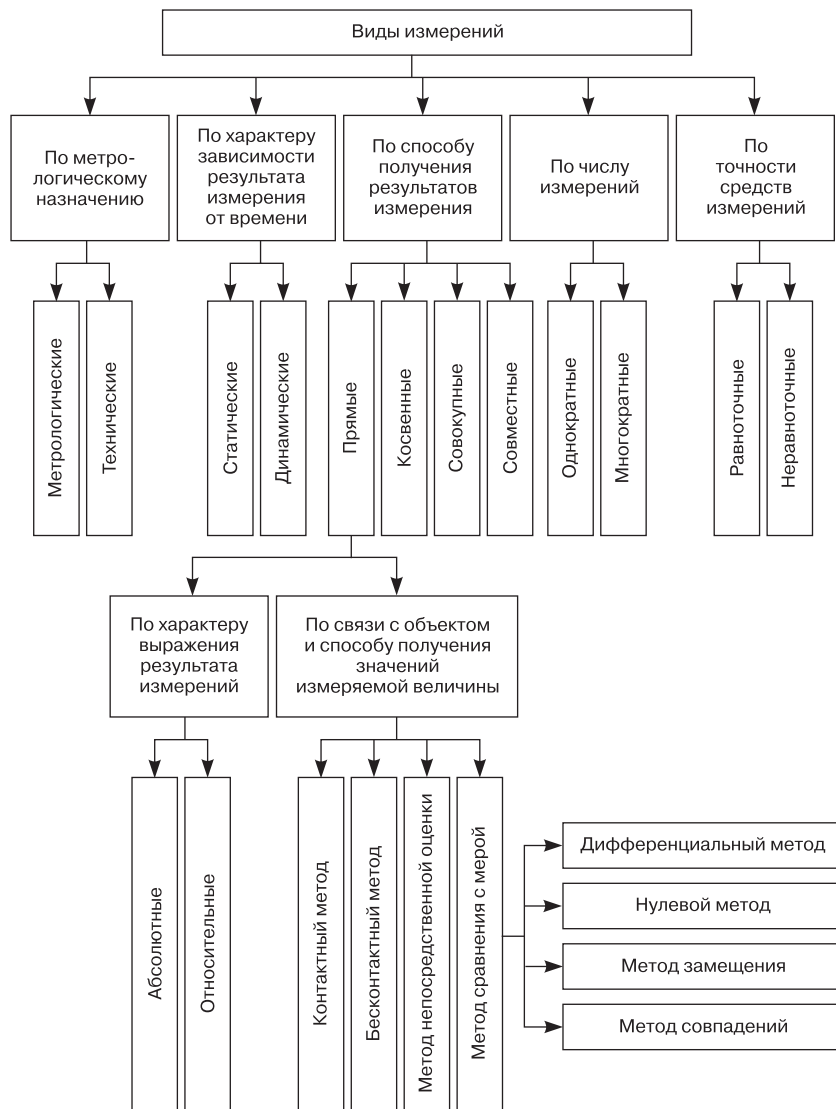 Виды измерений
По метро-
логическому
назначению
По характеру
зависимости
результата
измерения
от времени
По способу
получения
результатов
измерения
По числу
измерений
По
точности
средств
измерений
Метрологические
Технические
Статические
Динамические
Прямые
Косвенные
Совокупные
Совместные
Однократные
Многократные
Равноточные
Неравноточные
По характеру
выражения
результата
измерений
По связи с объектом
и способу получения
значений
измеряемой величины
Абсолютные
Относительные
Контактный метод
Бесконтактный метод
Метод непосредственной оценки
Метод сравнения с мерой
Дифференциальный метод
Нулевой метод
Метод замещения
Метод совпадений